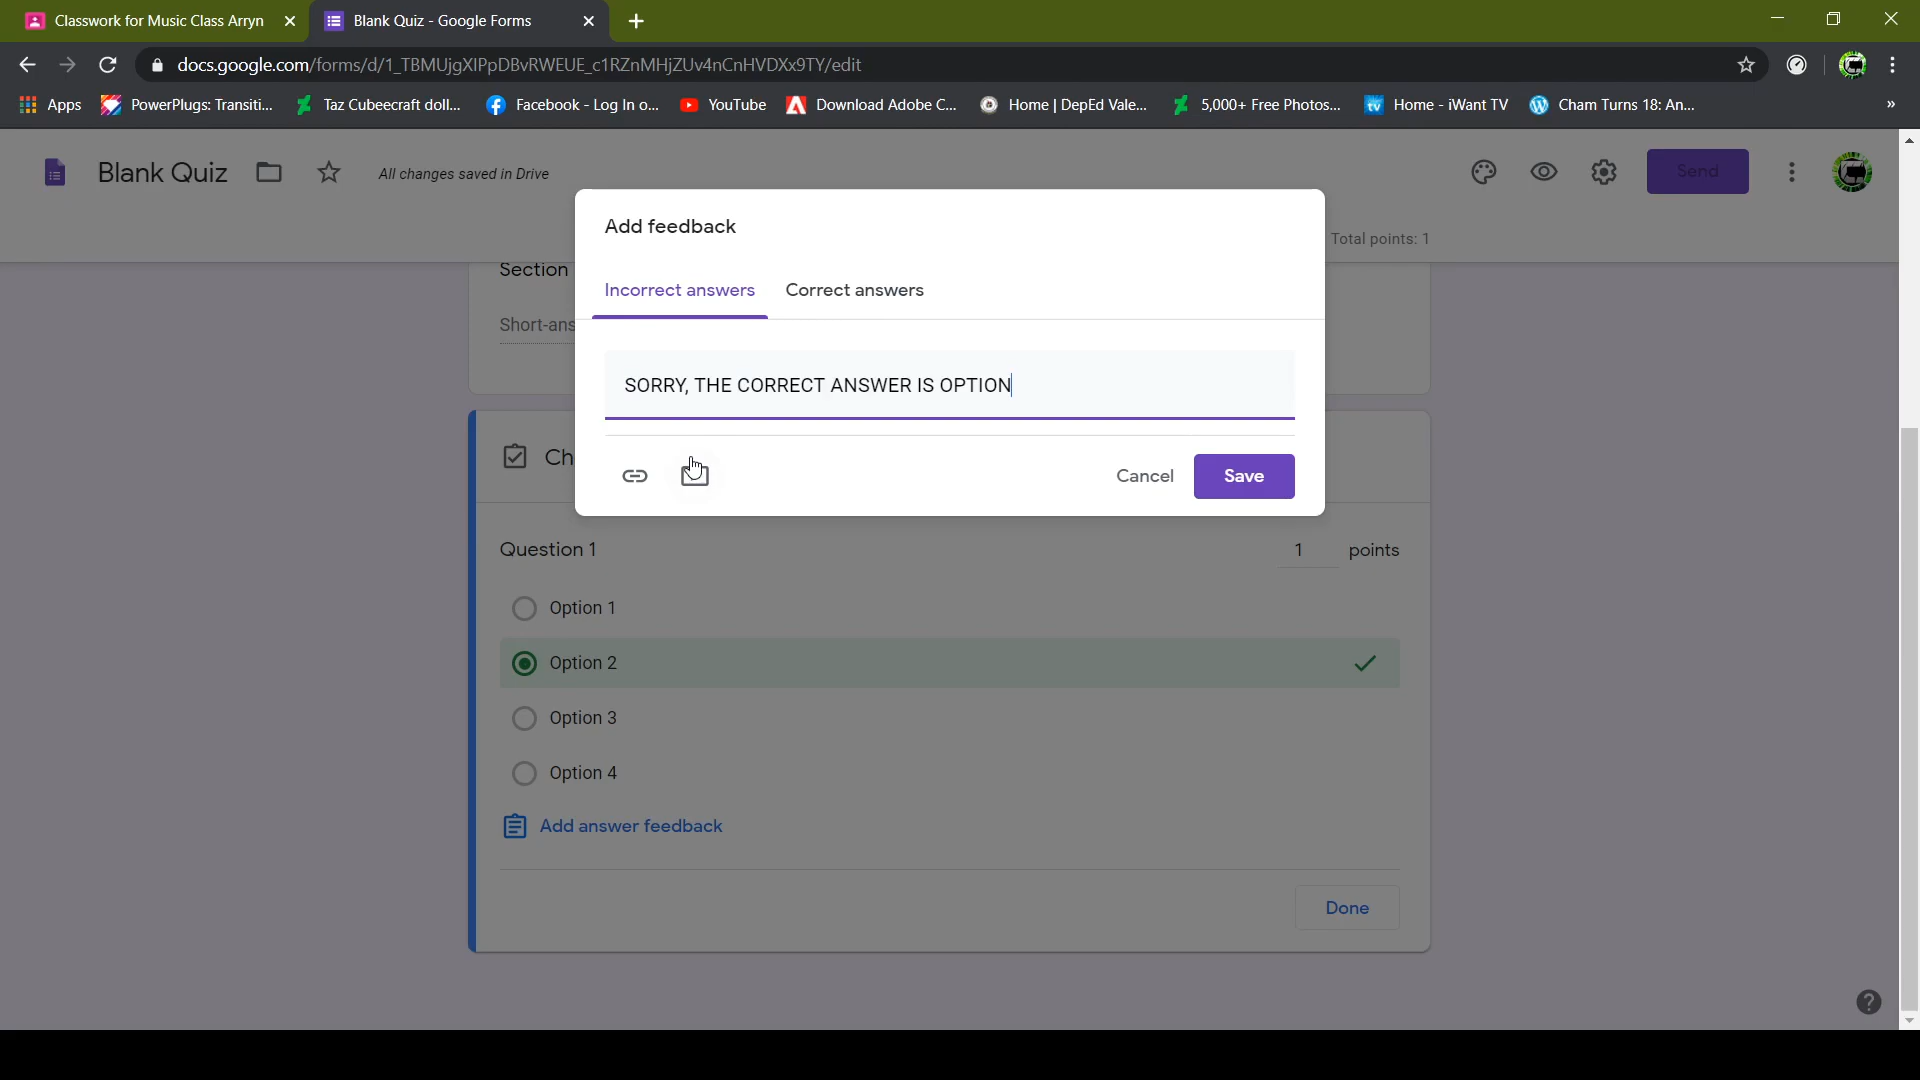 Classwork for Music Class Arryn
Blank Quiz - Google Forms
docs.google.com/forms/d/1_TBMUjgXIPpDBvRWEUE_c1RZnMHjZUv4nCnHVDXx9TY/edit
Apps PowerPlugs: Transiti... Taz Cubeecraft doll... Facebook - Log In o... YouTube Download Adobe C... Home | DepEd Vale... 5,000+ Free Photos... Home - iWant TV Cham Turns 18: An... »
Blank Quiz All changes saved in Drive Send
Add feedback
Total points: 1
Section
Incorrect answers Correct answers
Short-ans
SORRY, THE CORRECT ANSWER IS OPTION
Ch
Cancel Save
Question 1 1 points
Option 1
Option 2
Option 3
Option 4
Add answer feedback
Done